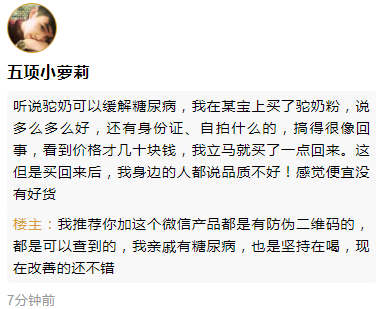 五项小萝莉
听说驼奶可以缓解糖尿病，我在某宝上买了驼奶粉，说
多么多么好，还有身份证、自拍什么的，搞得很像回
事，看到价格才几十块钱，我立马就买了一点回来。这
但是买回来后，我身边的人都说品质不好！感觉便宜没
有好货
楼主：我推荐你加这个微信产品都是有防伪二维码的，
都是可以查到的，我亲戚有糖尿病，也是坚持在喝，现
在改善的还不错
7分钟前